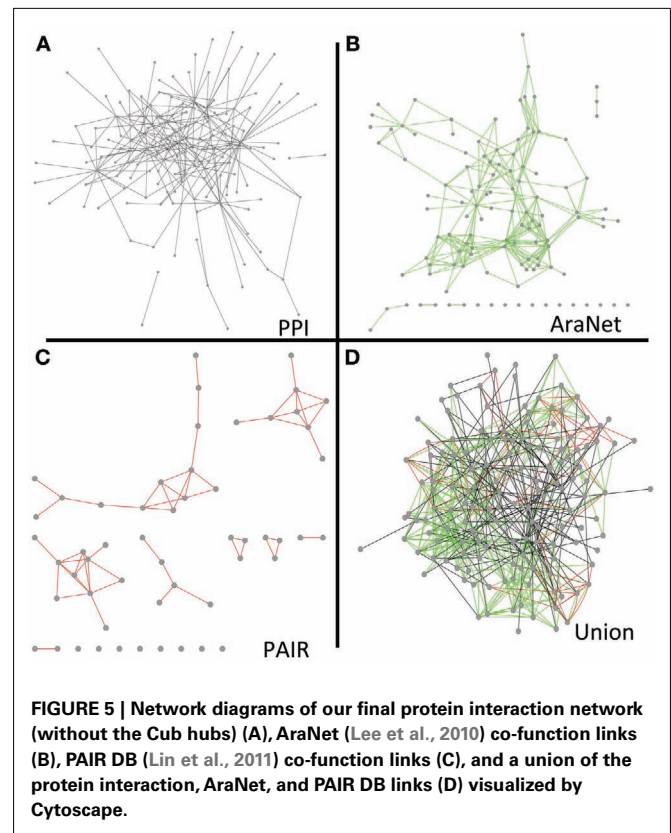 A
B
PPI
AraNet
C
D
PAIR
Union
FIGURE 5 | Network diagrams of our final protein interaction network
(without the Cub hubs) (A), AraNet (Lee et al., 2010) co-function links
(B), PAIR DB (Lin et al., 2011) co-function links (C), and a union of the
protein interaction, AraNet, and PAIR DB links (D) visualized by
Cytoscape.